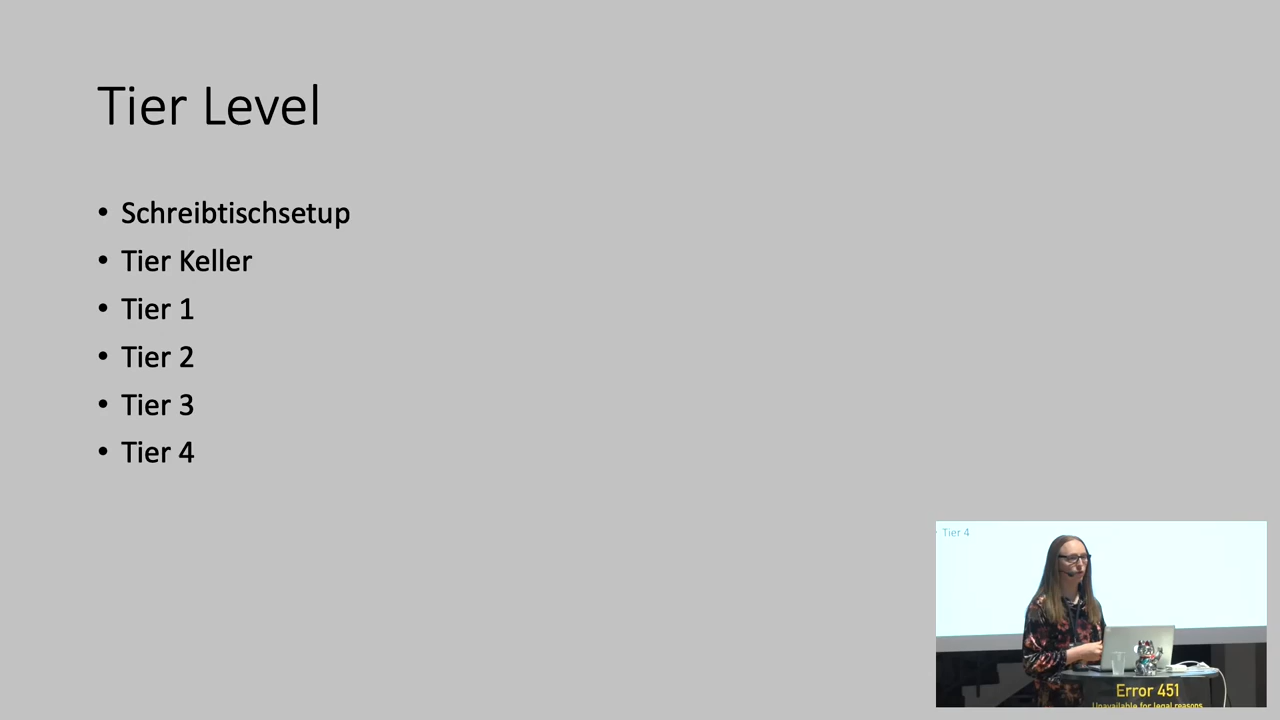 Tier Level
• Schreibtischsetup
• Tier Keller
• Tier 1
• Tier 2
• Tier 3
• Tier 4
Tier 4
Error 451
Unavailable for legal reasons